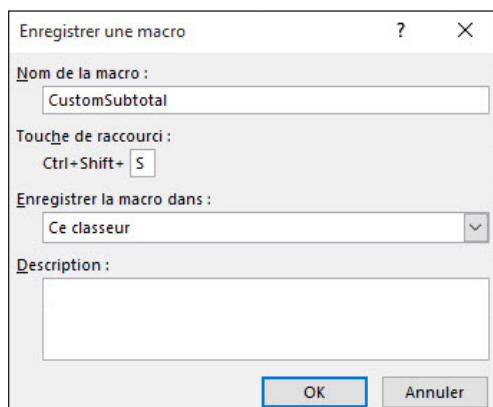 Enregistrer une macro ? ×
Nom de la macro :
CustomSubtotal
Touche de raccourci :
Ctrl+Shift+ S
Enregistrer la macro dans :
Ce classeur
Description :
OK Annuler